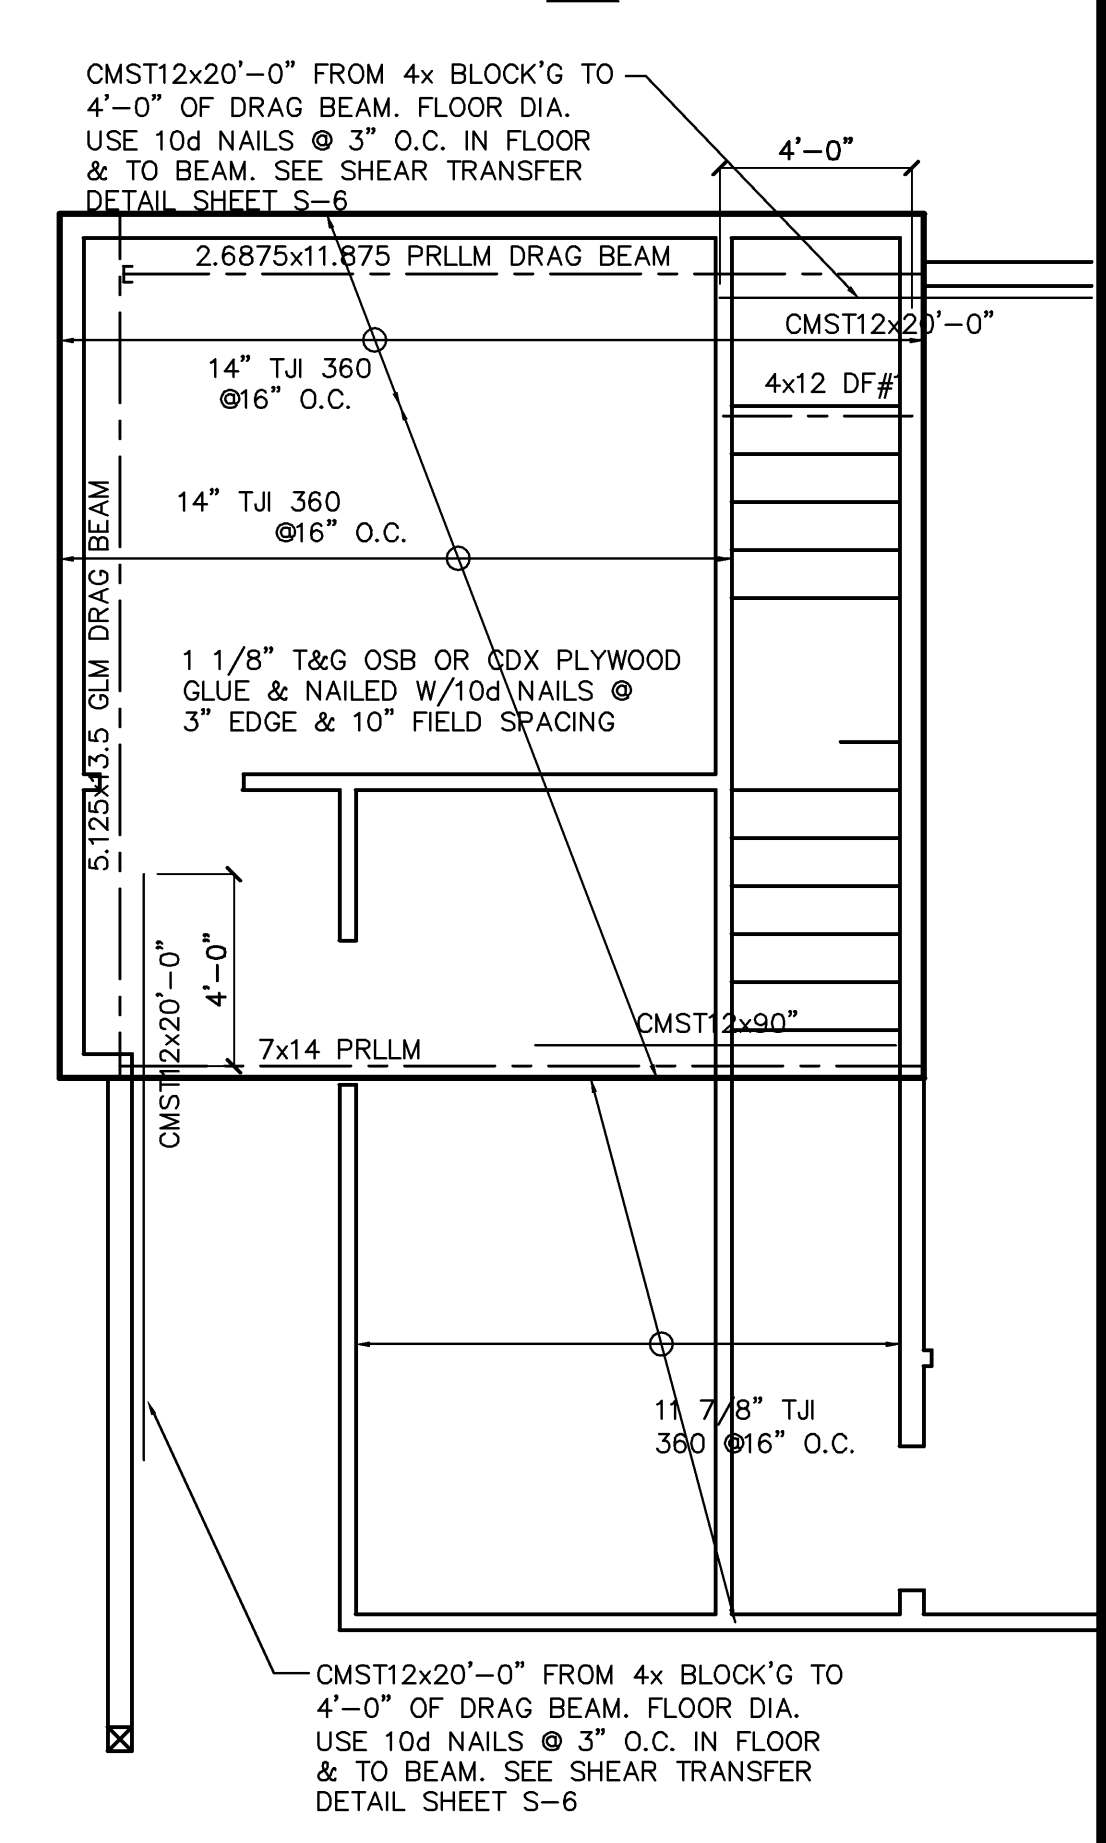 CMST12x20'-0" FROM 4x BLOCK'G TO
4'-0" OF DRAG BEAM. FLOOR DIA.
USE 10d NAILS @ 3" O.C. IN FLOOR
& TO BEAM. SEE SHEAR TRANSFER
DETAIL SHEET S-6
4'-0"
2.6875x11.875 PRLLM DRAG BEAM
CMST12x20'-0"
14" TJI 360
@16" O.C.
4x12 DF#1
14" TJI 360
@16" O.C.
5.125x13.5 GLM DRAG BEAM
1 1/8" T&G OSB OR CDX PLYWOOD
GLUE & NAILED W/10d NAILS @
3" EDGE & 10" FIELD SPACING
4'-0"
CMST12x20'-0"
CMST12x90"
7x14 PRLLM
11 7/8" TJI
360 @16" O.C.
CMST12x20'-0" FROM 4x BLOCK'G TO
4'-0" OF DRAG BEAM. FLOOR DIA.
USE 10d NAILS @ 3" O.C. IN FLOOR
& TO BEAM. SEE SHEAR TRANSFER
DETAIL SHEET S-6